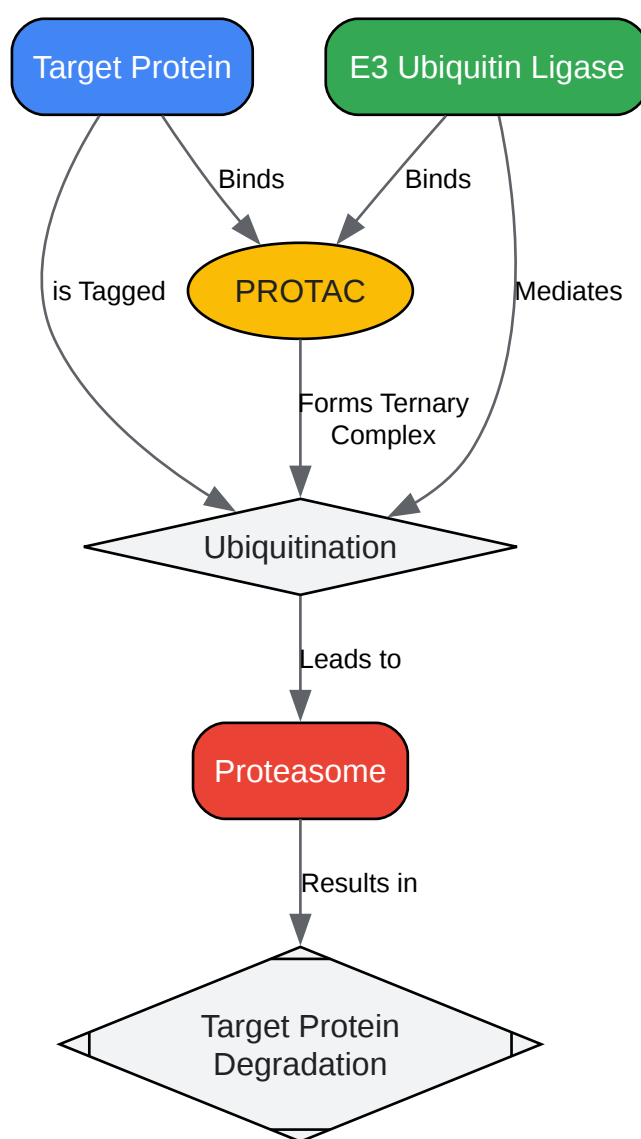 Target Protein
E3 Ubiquitin Ligase
Binds
Binds
is Tagged
PROTAC
Mediates
Forms Ternary
Complex
Ubiquitination
Leads to
Proteasome
Results in
Target Protein
Degradation